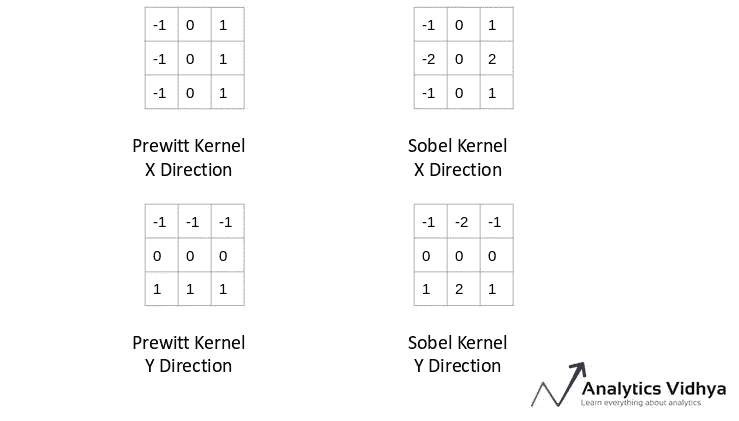 -1 0 1
-1 0 1
-1 0 1
Prewitt Kernel
X Direction
-1 0 1
-2 0 2
-1 0 1
Sobel Kernel
X Direction
-1 -1 -1
0 0 0
1 1 1
Prewitt Kernel
Y Direction
-1 -2 -1
0 0 0
1 2 1
Sobel Kernel
Y Direction
Analytics Vidhya
Learn everything about analytics